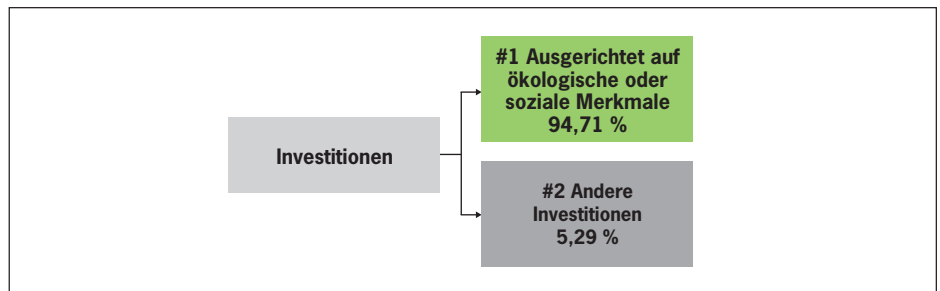 Investitionen
#1 Ausgerichtet auf
ökologische oder
soziale Merkmale
94,71 %
#2 Andere
Investitionen
5,29 %